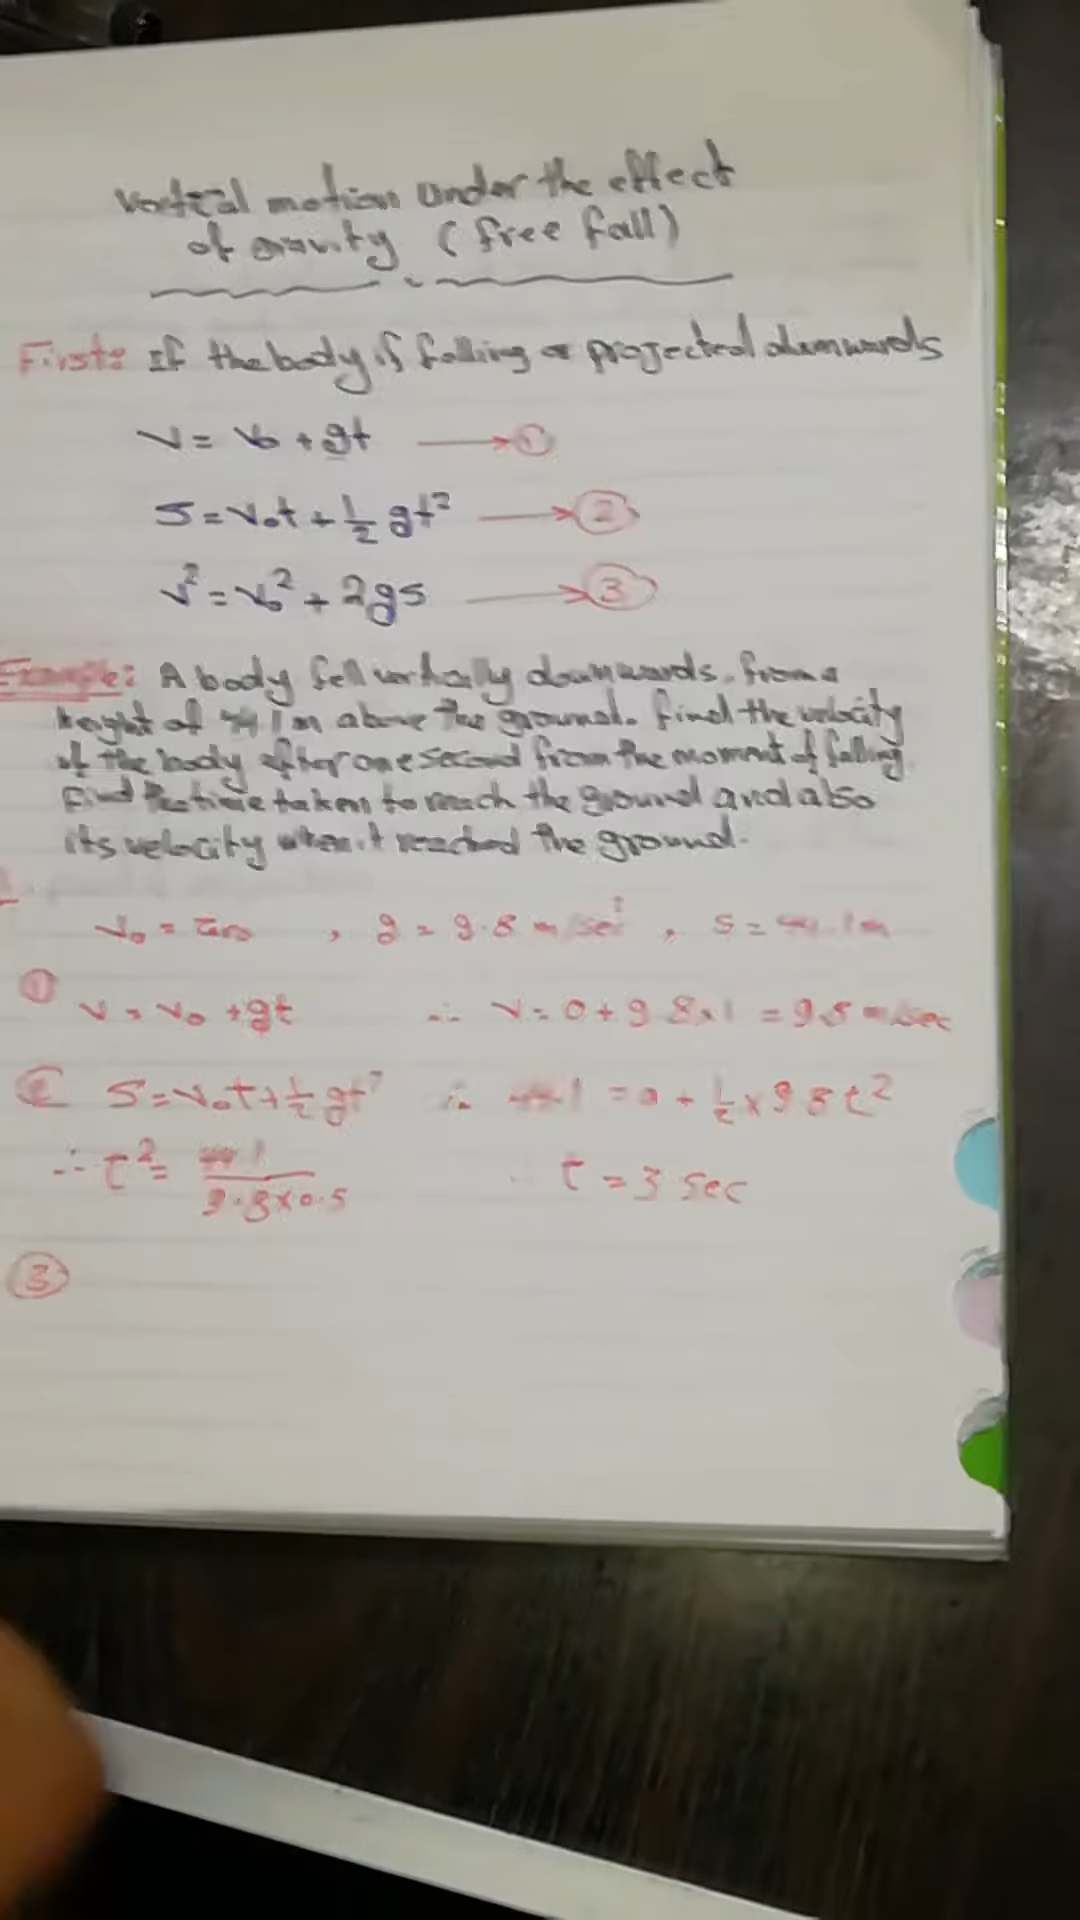 vertical motion under the effect
of gravity (free fall)
First: If the body is falling or projected downwards
V = V₀ + gt → ①
S = V₀t + ½ gt² → ②
V² = V₀² + 2gs → ③
Example: A body fell vertically downwards. from a
height of 44.1 m above the ground. find the velocity
of the body after one second from the moment of falling.
Find the time taken to reach the ground and also
its velocity when it reached the ground.
V₀ = zero , g = 9.8 m/sec² , S = 44.1m
① V = V₀ + gt ∴ V = 0 + 9.8×1 = 9.8 m/sec
② S = V₀t + ½ gt² ∴ 44.1 = 0 + ½ × 9.8 t²
∴ t² = 44.1 / 9.8×0.5 ∴ t = 3 sec
③